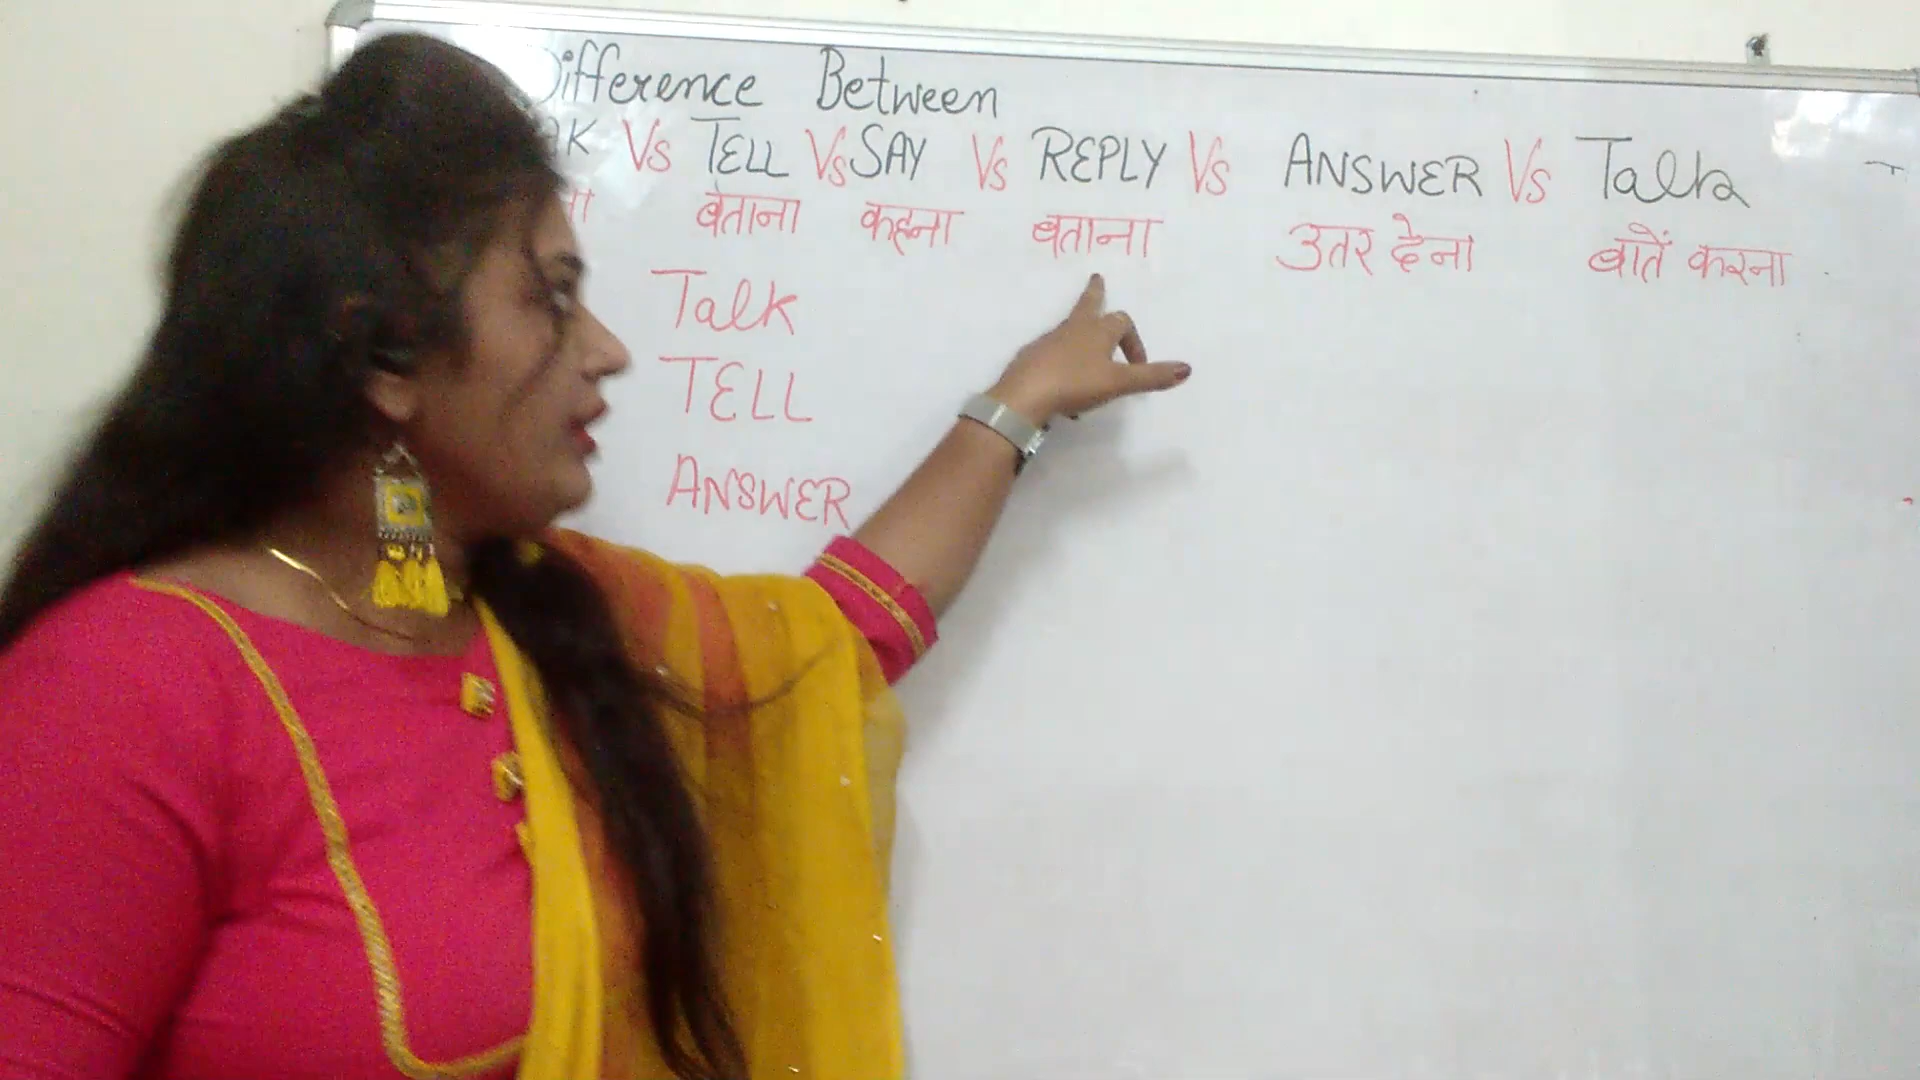 Difference Between
Vs TELL Vs SAY Vs REPLY Vs ANSWER Vs Talk
बताना कहना बताना उतर देना बातें करना
Talk
TELL
ANSWER